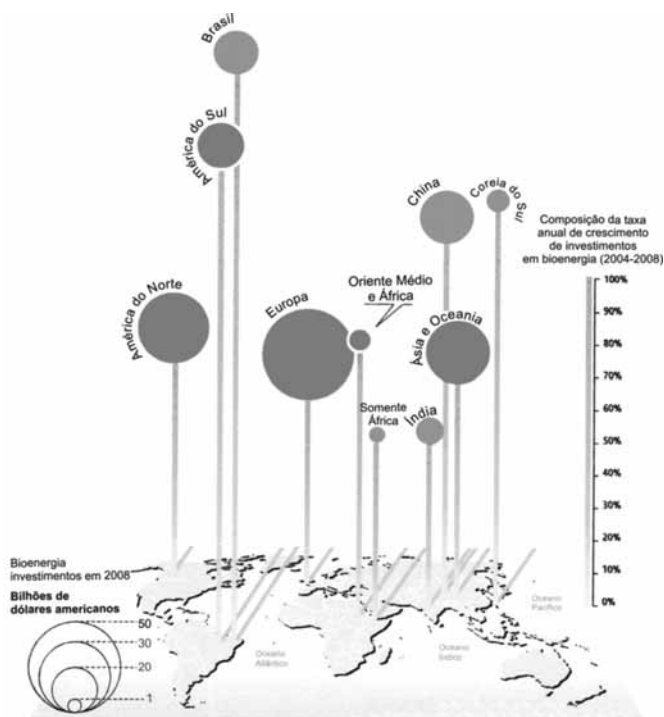 Brasil
América do Sul
China
Coreia do Sul
Composição da taxa
anual de crescimento
de investimentos
em bioenergia (2004-2008)
América do Norte
Europa
Oriente Médio
e África
Ásia e Oceania
Somente
África
Índia
100%
90%
80%
70%
60%
50%
40%
30%
20%
10%
0%
Bioenergia
investimentos em 2008
Bilhões de
dólares americanos
50
30
20
1
Oceano
Atlântico
Oceano
Índico
Oceano
Pacífico